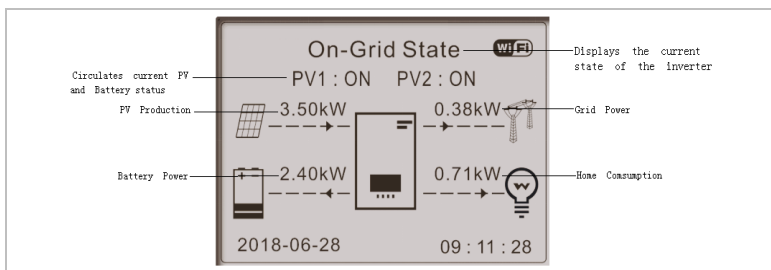 On-Grid State
WiFi
Displays the current
state of the inverter
Circulates current PV
and Battery status
PV1 : ON PV2 : ON
PV Production
3.50kW
0.38kW
Grid Power
Battery Power
2.40kW
0.71kW
Home Comsumption
2018-06-28
09 : 11 : 28